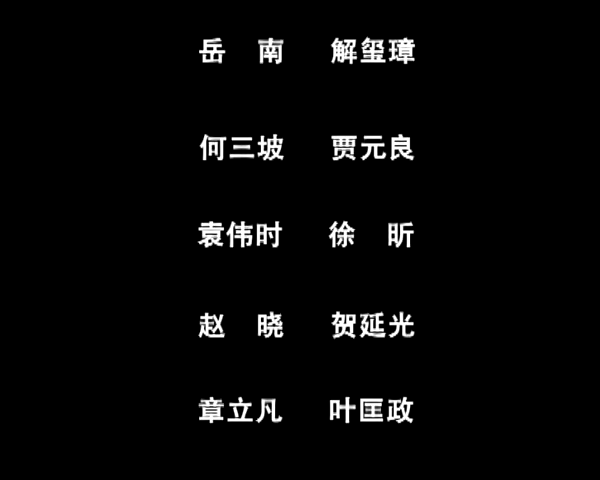 岳　南　解玺璋
何三坡　贾元良
袁伟时　徐　昕
赵　晓　贺延光
章立凡　叶匡政